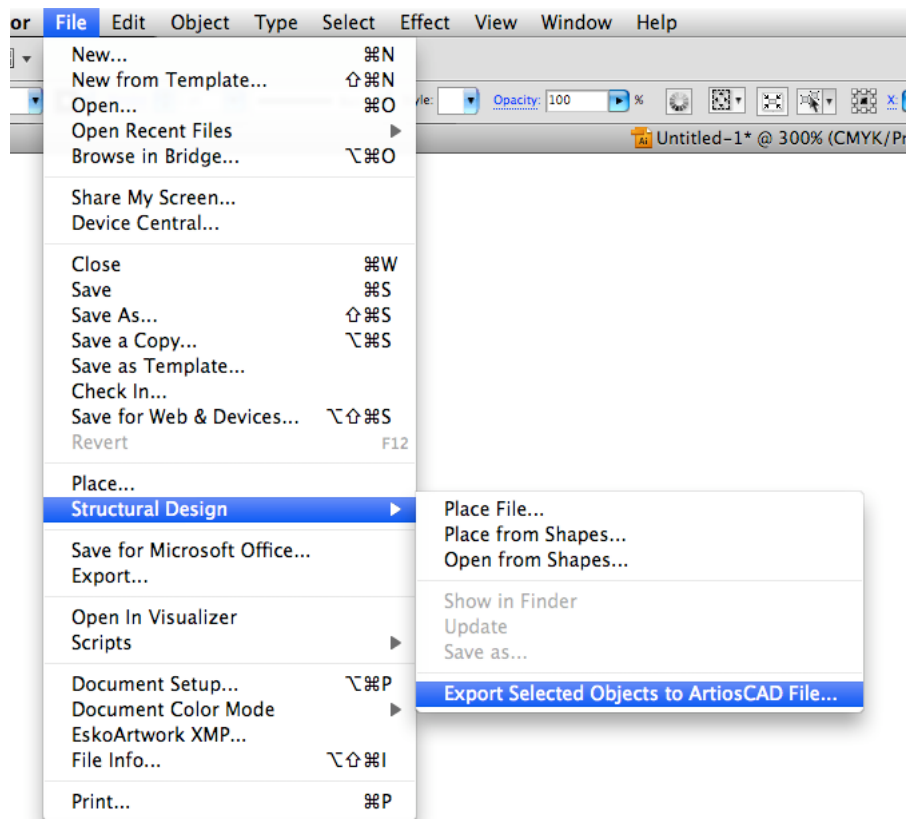 or File Edit Object Type Select Effect View Window Help
New... ⌘N
New from Template... ⇧⌘N
Open... ⌘O
Open Recent Files
Browse in Bridge... ⌥⌘O
Share My Screen...
Device Central...
Close ⌘W
Save ⌘S
Save As... ⇧⌘S
Save a Copy... ⌥⌘S
Save as Template...
Check In...
Save for Web & Devices... ⌥⇧⌘S
Revert F12
Place...
Structural Design
Save for Microsoft Office...
Export...
Open In Visualizer
Scripts
Document Setup... ⌥⌘P
Document Color Mode
EskoArtwork XMP...
File Info... ⌥⇧⌘I
Print... ⌘P
yle: Opacity: 100 % X:
Ai Untitled-1* @ 300% (CMYK/Pr
Place File...
Place from Shapes...
Open from Shapes...
Show in Finder
Update
Save as...
Export Selected Objects to ArtiosCAD File...